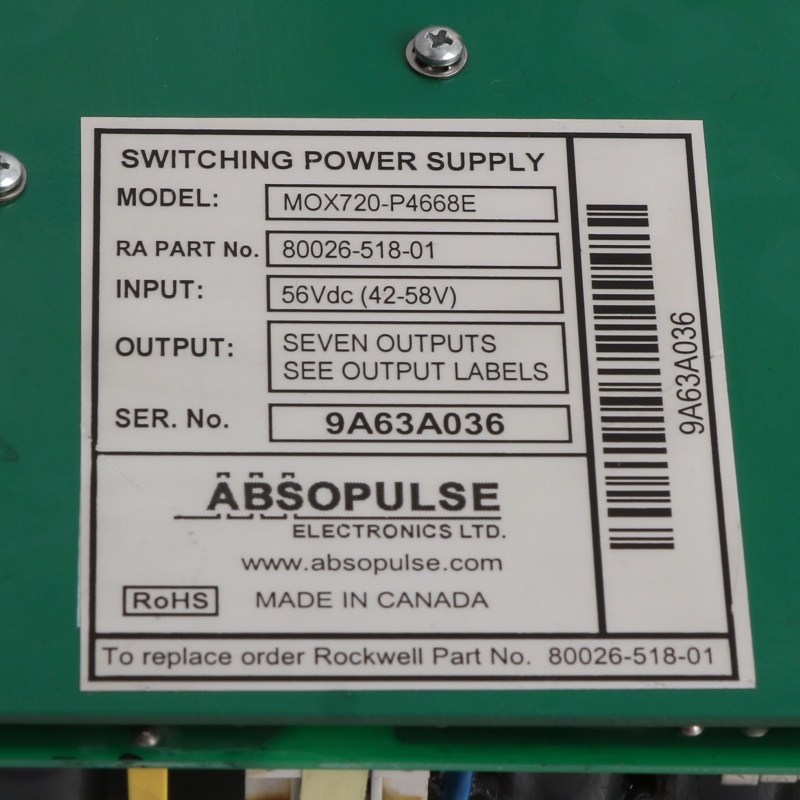 SWITCHING POWER SUPPLY
MODEL: MOX720-P4668E
RA PART No. 80026-518-01
INPUT: 56Vdc (42-58V)
OUTPUT: SEVEN OUTPUTS
SEE OUTPUT LABELS
SER. No. 9A63A036
9A63A036
ABSOPULSE
ELECTRONICS LTD.
www.absopulse.com
RoHS MADE IN CANADA
To replace order Rockwell Part No. 80026-518-01